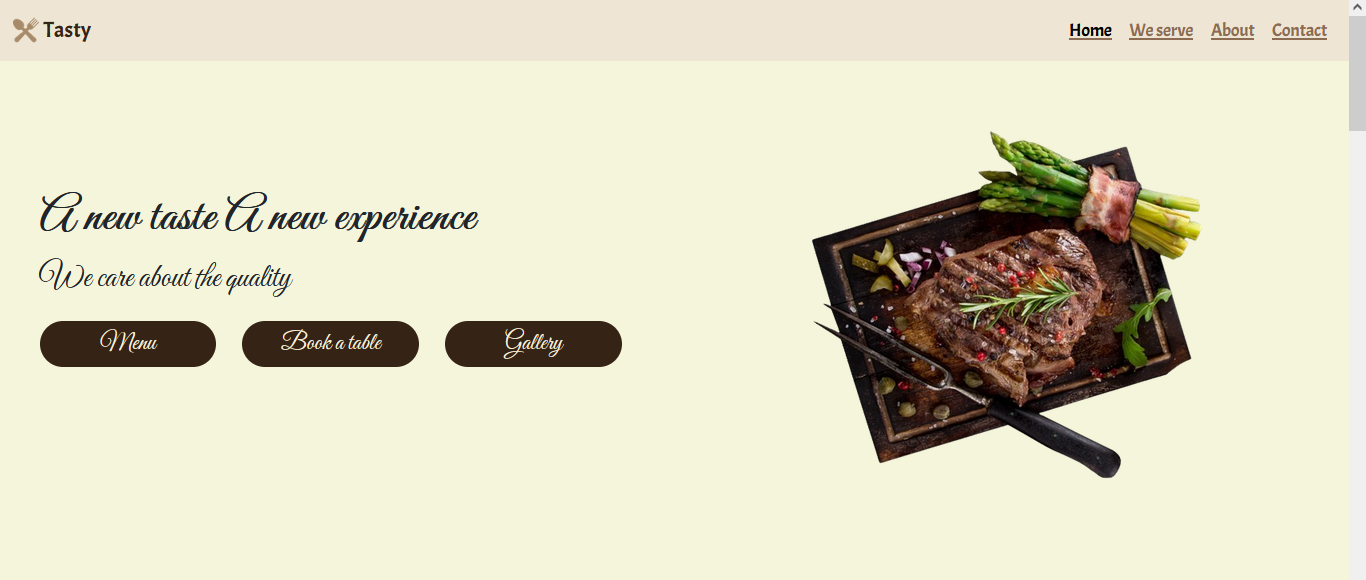 Tasty
Home We serve About Contact
A new taste A new experience
We care about the quality
Menu Book a table Gallery